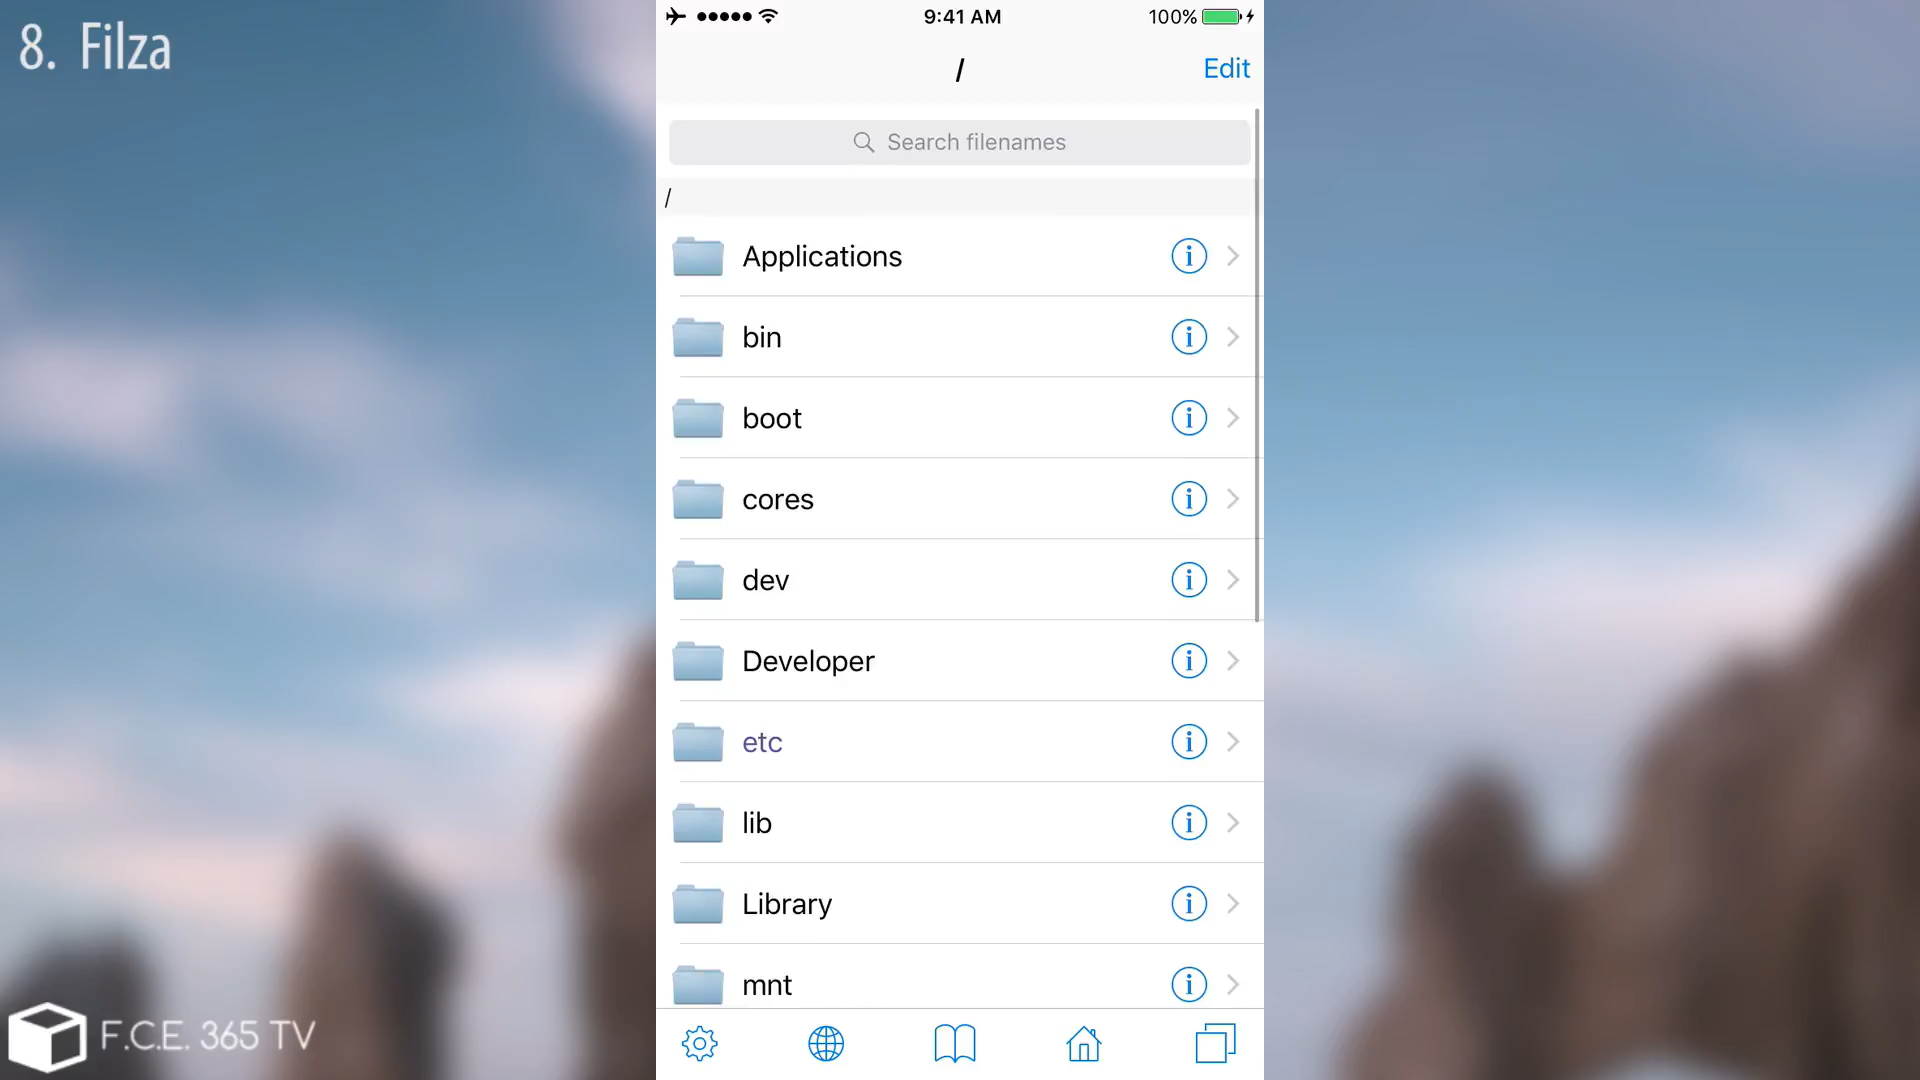 8. Filza
9:41 AM
100%
/
Edit
Search filenames
/
Applications
bin
boot
cores
dev
Developer
etc
lib
Library
mnt
F.C.E. 365 TV